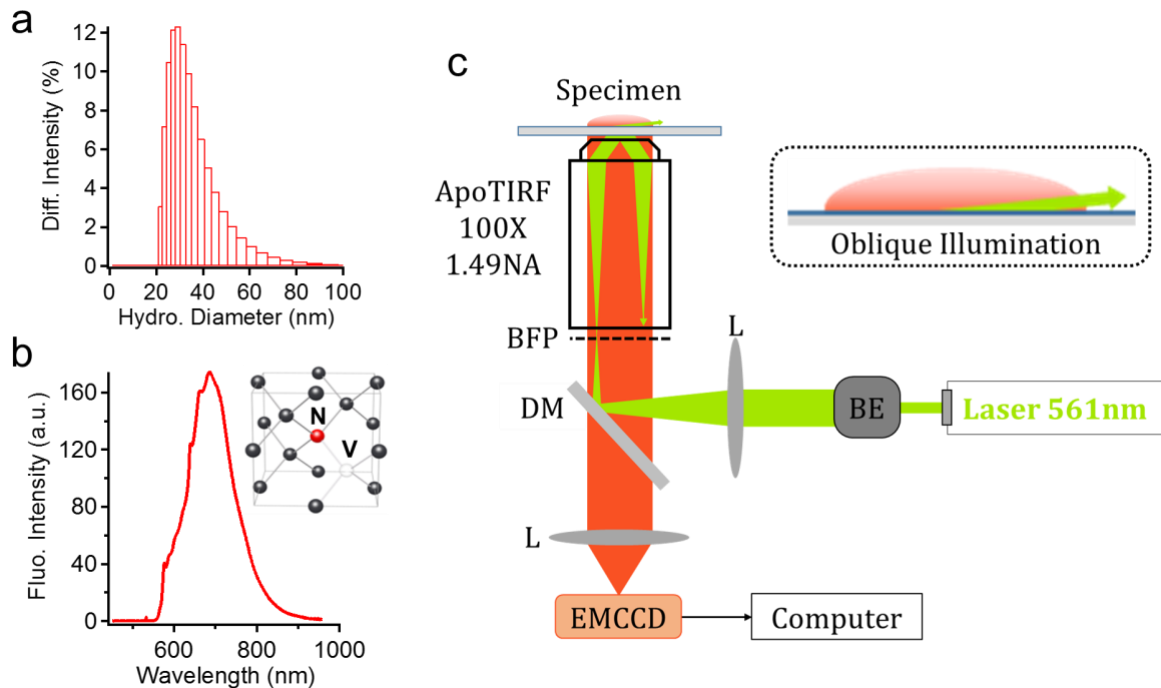 a
Diff. Intensity (%)
12
10
8
6
4
2
0
0 20 40 60 80 100
Hydro. Diameter (nm)
b
Fluo. Intensity (a.u.)
160
120
80
40
0
N
V
600 800 1000
Wavelength (nm)
c
Specimen
ApoTIRF
100X
1.49NA
BFP
DM
L
BE
Laser 561nm
L
EMCCD
Computer
Oblique Illumination